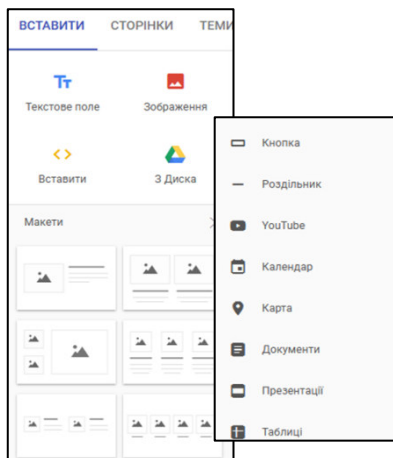 ВСТАВИТИ СТОРІНКИ ТЕМИ
Текстове поле Зображення
Вставити З Диска
Макети
Кнопка
Роздільник
YouTube
Календар
Карта
Документи
Презентації
Таблиці